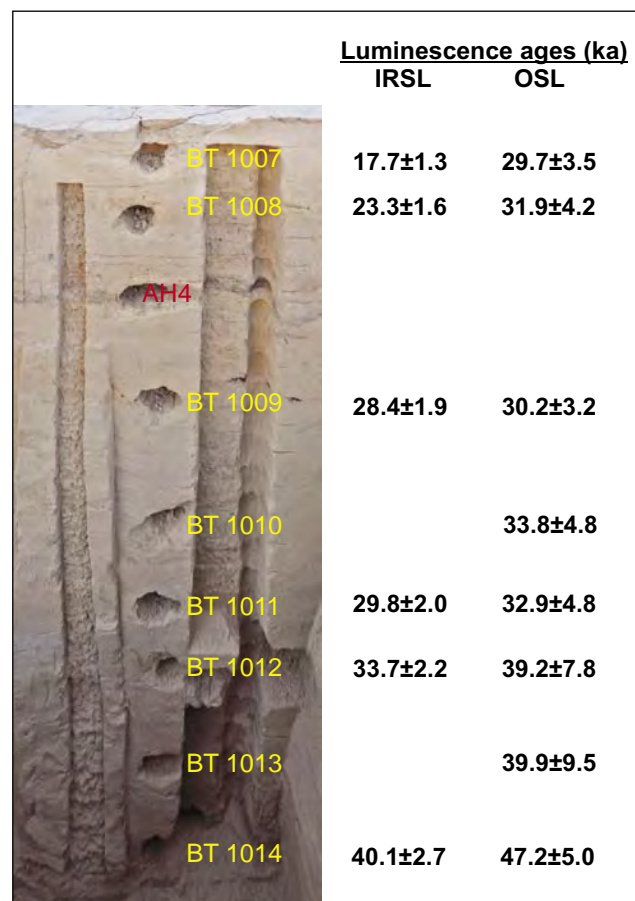 Luminescence ages (ka)
IRSL OSL
BT 1007 17.7±1.3 29.7±3.5
BT 1008 23.3±1.6 31.9±4.2
AH4
BT 1009 28.4±1.9 30.2±3.2
BT 1010 33.8±4.8
BT 1011 29.8±2.0 32.9±4.8
BT 1012 33.7±2.2 39.2±7.8
BT 1013 39.9±9.5
BT 1014 40.1±2.7 47.2±5.0